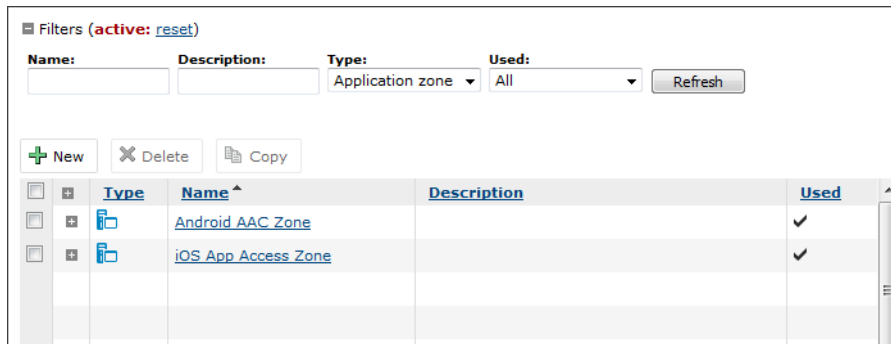 Filters (active: reset)
Name: Description: Type: Used:
Application zone All Refresh
New Delete Copy
Type Name Description Used
Android AAC Zone
iOS App Access Zone